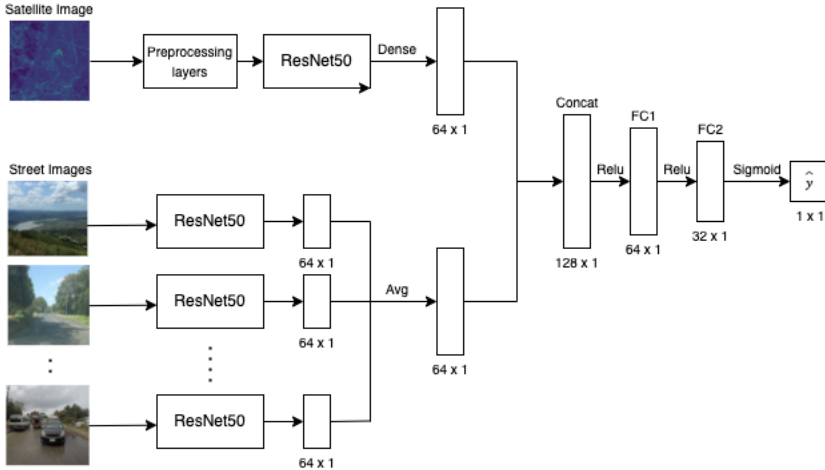 Satellite Image
Preprocessing
layers
ResNet50
Dense
64 x 1
Street Images
ResNet50
64 x 1
ResNet50
64 x 1
ResNet50
64 x 1
Avg
64 x 1
Concat
128 x 1
Relu
FC1
64 x 1
Relu
FC2
32 x 1
Sigmoid
ŷ
1 x 1